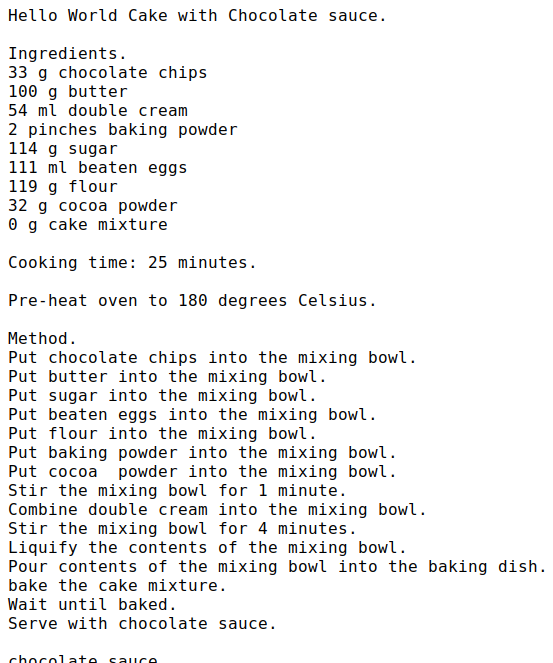 Hello World Cake with Chocolate sauce.

Ingredients.
33 g chocolate chips
100 g butter
54 ml double cream
2 pinches baking powder
114 g sugar
111 ml beaten eggs
119 g flour
32 g cocoa powder
0 g cake mixture

Cooking time: 25 minutes.

Pre-heat oven to 180 degrees Celsius.

Method.
Put chocolate chips into the mixing bowl.
Put butter into the mixing bowl.
Put sugar into the mixing bowl.
Put beaten eggs into the mixing bowl.
Put flour into the mixing bowl.
Put baking powder into the mixing bowl.
Put cocoa  powder into the mixing bowl.
Stir the mixing bowl for 1 minute.
Combine double cream into the mixing bowl.
Stir the mixing bowl for 4 minutes.
Liquify the contents of the mixing bowl.
Pour contents of the mixing bowl into the baking dish.
bake the cake mixture.
Wait until baked.
Serve with chocolate sauce.

chocolate sauce